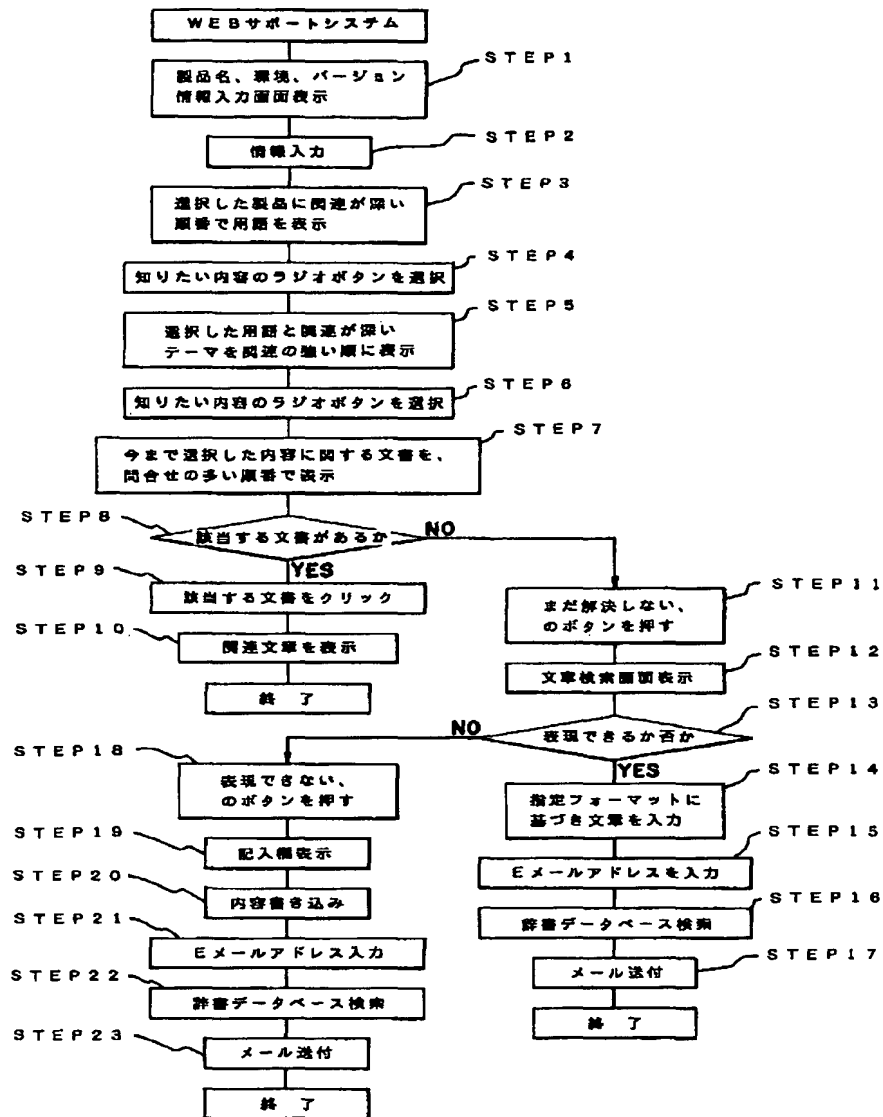 WEBサポートシステム
STEP1
製品名、環境、バージョン
情報入力画面表示
STEP2
情報入力
STEP3
選択した製品に関連が深い
順番で用語を表示
STEP4
知りたい内容のラジオボタンを選択
STEP5
選択した用語と関連が深い
テーマを関連の強い順に表示
STEP6
知りたい内容のラジオボタンを選択
STEP7
今まで選択した内容に関する文書を、
問合せの多い順番で表示
STEP8
該当する文書があるか
NO
YES
STEP9
該当する文書をクリック
STEP10
関連文章を表示
終了
STEP11
まだ解決しない、
のボタンを押す
STEP12
文章検索画面表示
STEP13
表現できるか否か
NO
YES
STEP14
指定フォーマットに
基づき文章を入力
STEP15
Eメールアドレスを入力
STEP16
辞書データベース検索
STEP17
メール送付
終了
STEP18
表現できない、
のボタンを押す
STEP19
記入欄表示
STEP20
内容書き込み
STEP21
Eメールアドレス入力
STEP22
辞書データベース検索
STEP23
メール送付
終了